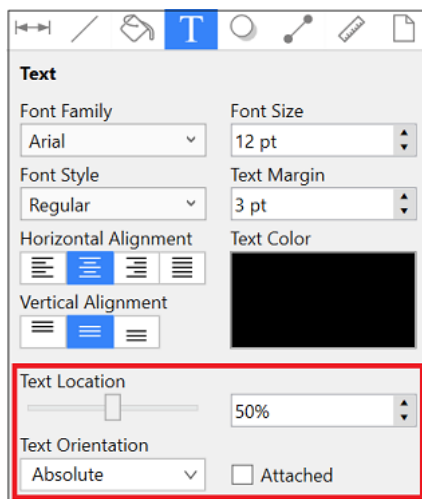 T
Text
Font Family Font Size
Arial 12 pt
Font Style Text Margin
Regular 3 pt
Horizontal Alignment Text Color
Vertical Alignment
Text Location
50%
Text Orientation
Absolute Attached